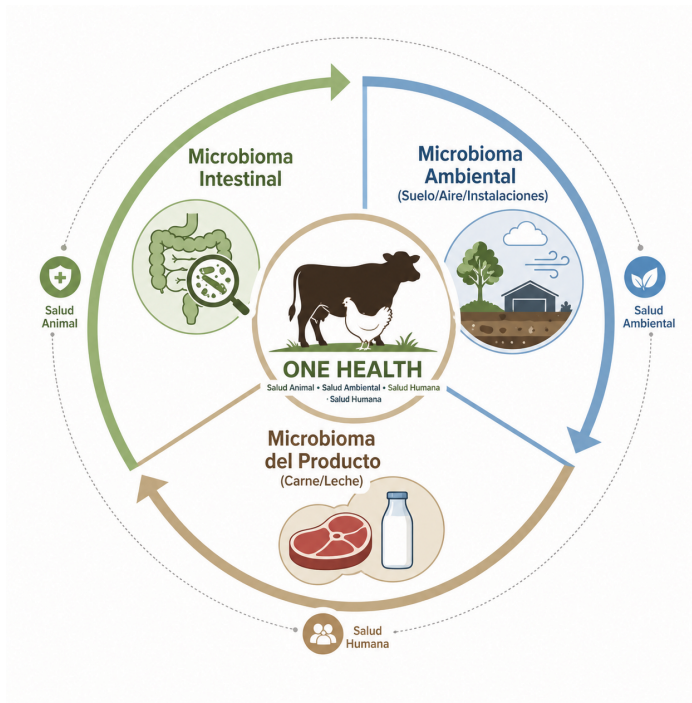 Microbioma
Intestinal
Microbioma
Ambiental
(Suelo/Aire/Instalaciones)
Salud
Animal
Salud
Ambiental
ONE HEALTH
Salud Animal • Salud Ambiental • Salud Humana
· Salud Humana
Microbioma
del Producto
(Carne/Leche)
Salud
Humana